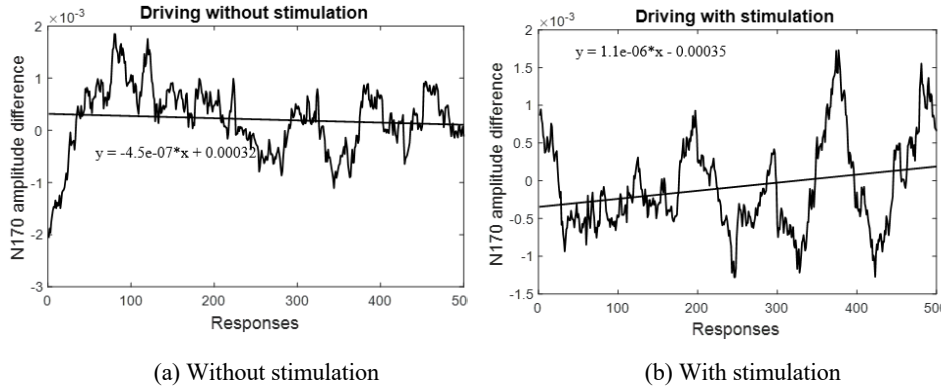 Driving without stimulation
×10⁻³
2
1
0
-1
-2
-3
N170 amplitude difference
y = -4.5e-07*x + 0.00032
0 100 200 300 400 500
Responses
(a) Without stimulation
Driving with stimulation
×10⁻³
2
1.5
1
0.5
0
-0.5
-1
-1.5
N170 amplitude difference
y = 1.1e-06*x - 0.00035
0 100 200 300 400 500
Responses
(b) With stimulation